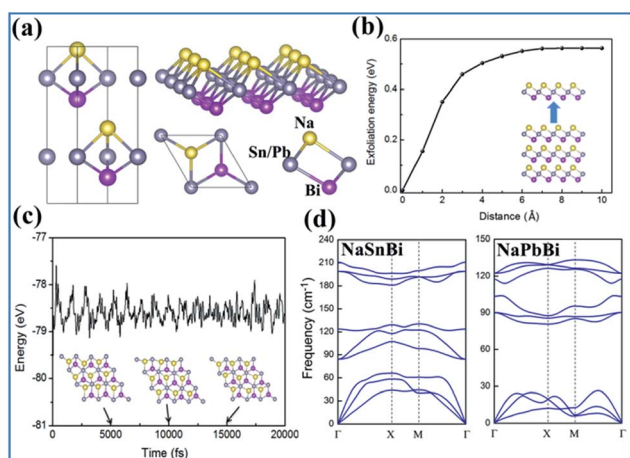 (a)
Na
Sn/Pb
Bi
(b)
Exfoliation energy (eV)
0.6
0.4
0.2
0.0
0 2 4 6 8 10
Distance (Å)
(c)
Energy (eV)
-77
-78
-79
-80
-81
0 5000 10000 15000 20000
Time (fs)
(d)
NaSnBi
Frequency (cm⁻¹)
210
180
150
120
90
60
30
0
Γ X M Γ
NaPbBi
150
120
90
60
30
0
Γ X M Γ